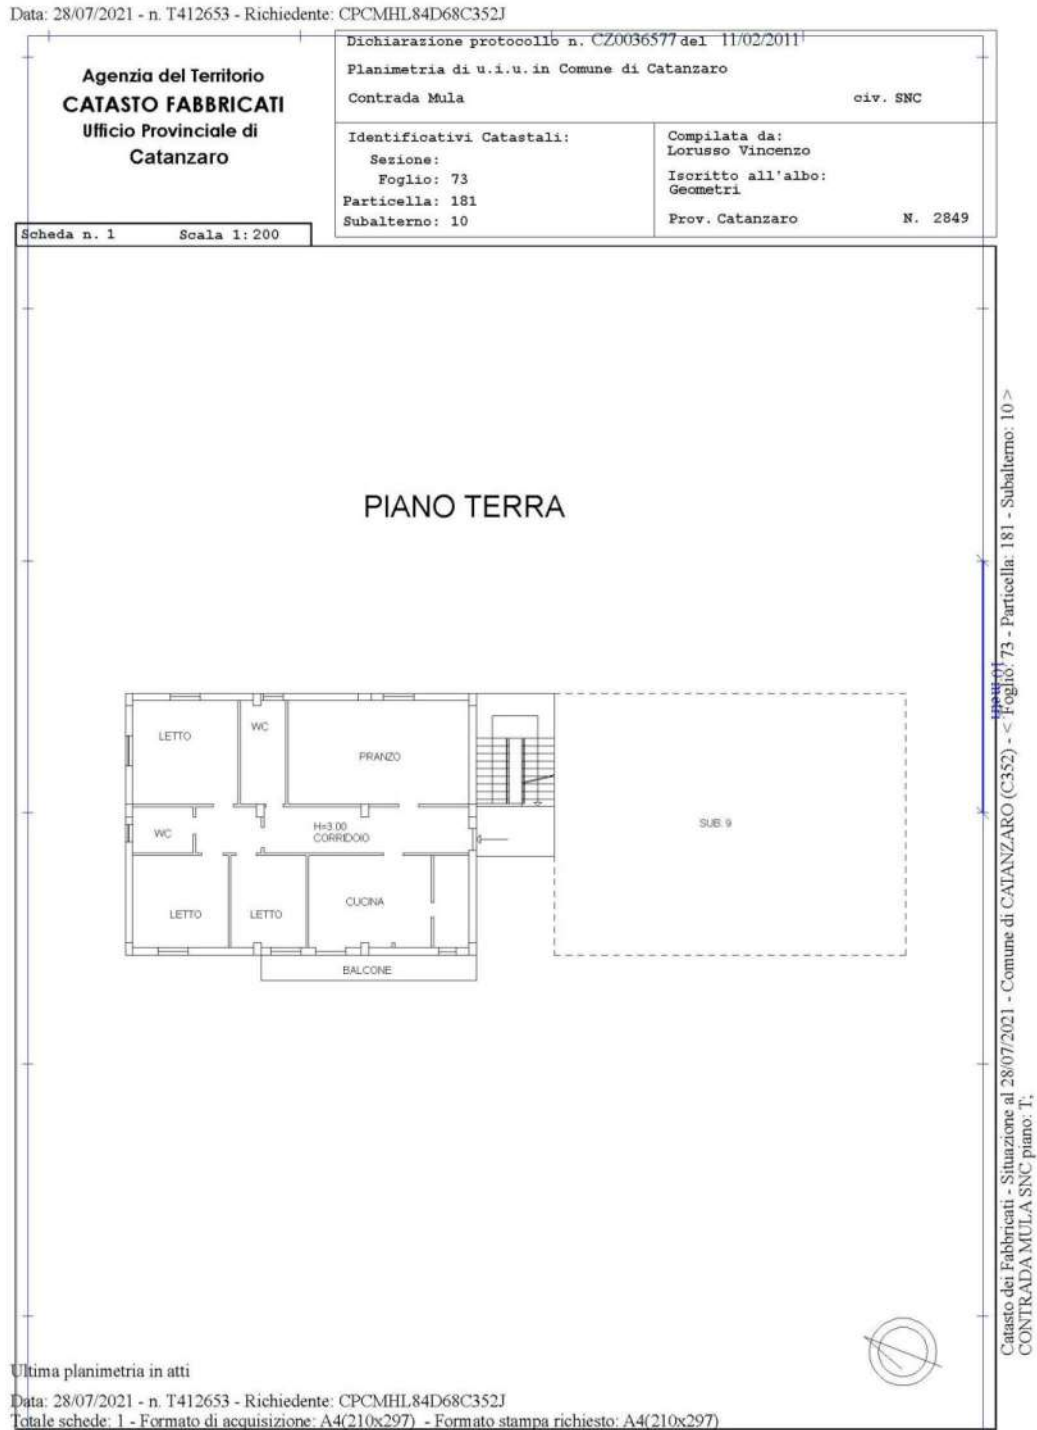 Data: 28/07/2021 - n. T412653 - Richiedente: CPCMHL84D68C352J
Agenzia del Territorio
CATASTO FABBRICATI
Ufficio Provinciale di
Catanzaro
Dichiarazione protocollo n. CZ0036577 del 11/02/2011
Planimetria di u.i.u. in Comune di Catanzaro
Contrada Mula civ. SNC
Identificativi Catastali:
Sezione:
Foglio: 73
Particella: 181
Subalterno: 10
Compilata da:
Lorusso Vincenzo
Iscritto all'albo:
Geometri
Prov. Catanzaro N. 2849
Scheda n. 1 Scala 1:200
PIANO TERRA
LETTO
WC
PRANZO
WC
H=3.00
CORRIDOIO
SUB. 9
LETTO
LETTO
CUCINA
BALCONE
10 metri
Catasto dei Fabbricati - Situazione al 28/07/2021 - Comune di CATANZARO (C352) - < Foglio: 73 - Particella: 181 - Subalterno: 10 >
CONTRADA MULA SNC piano: T;
Ultima planimetria in atti
Data: 28/07/2021 - n. T412653 - Richiedente: CPCMHL84D68C352J
Totale schede: 1 - Formato di acquisizione: A4(210x297) - Formato stampa richiesto: A4(210x297)